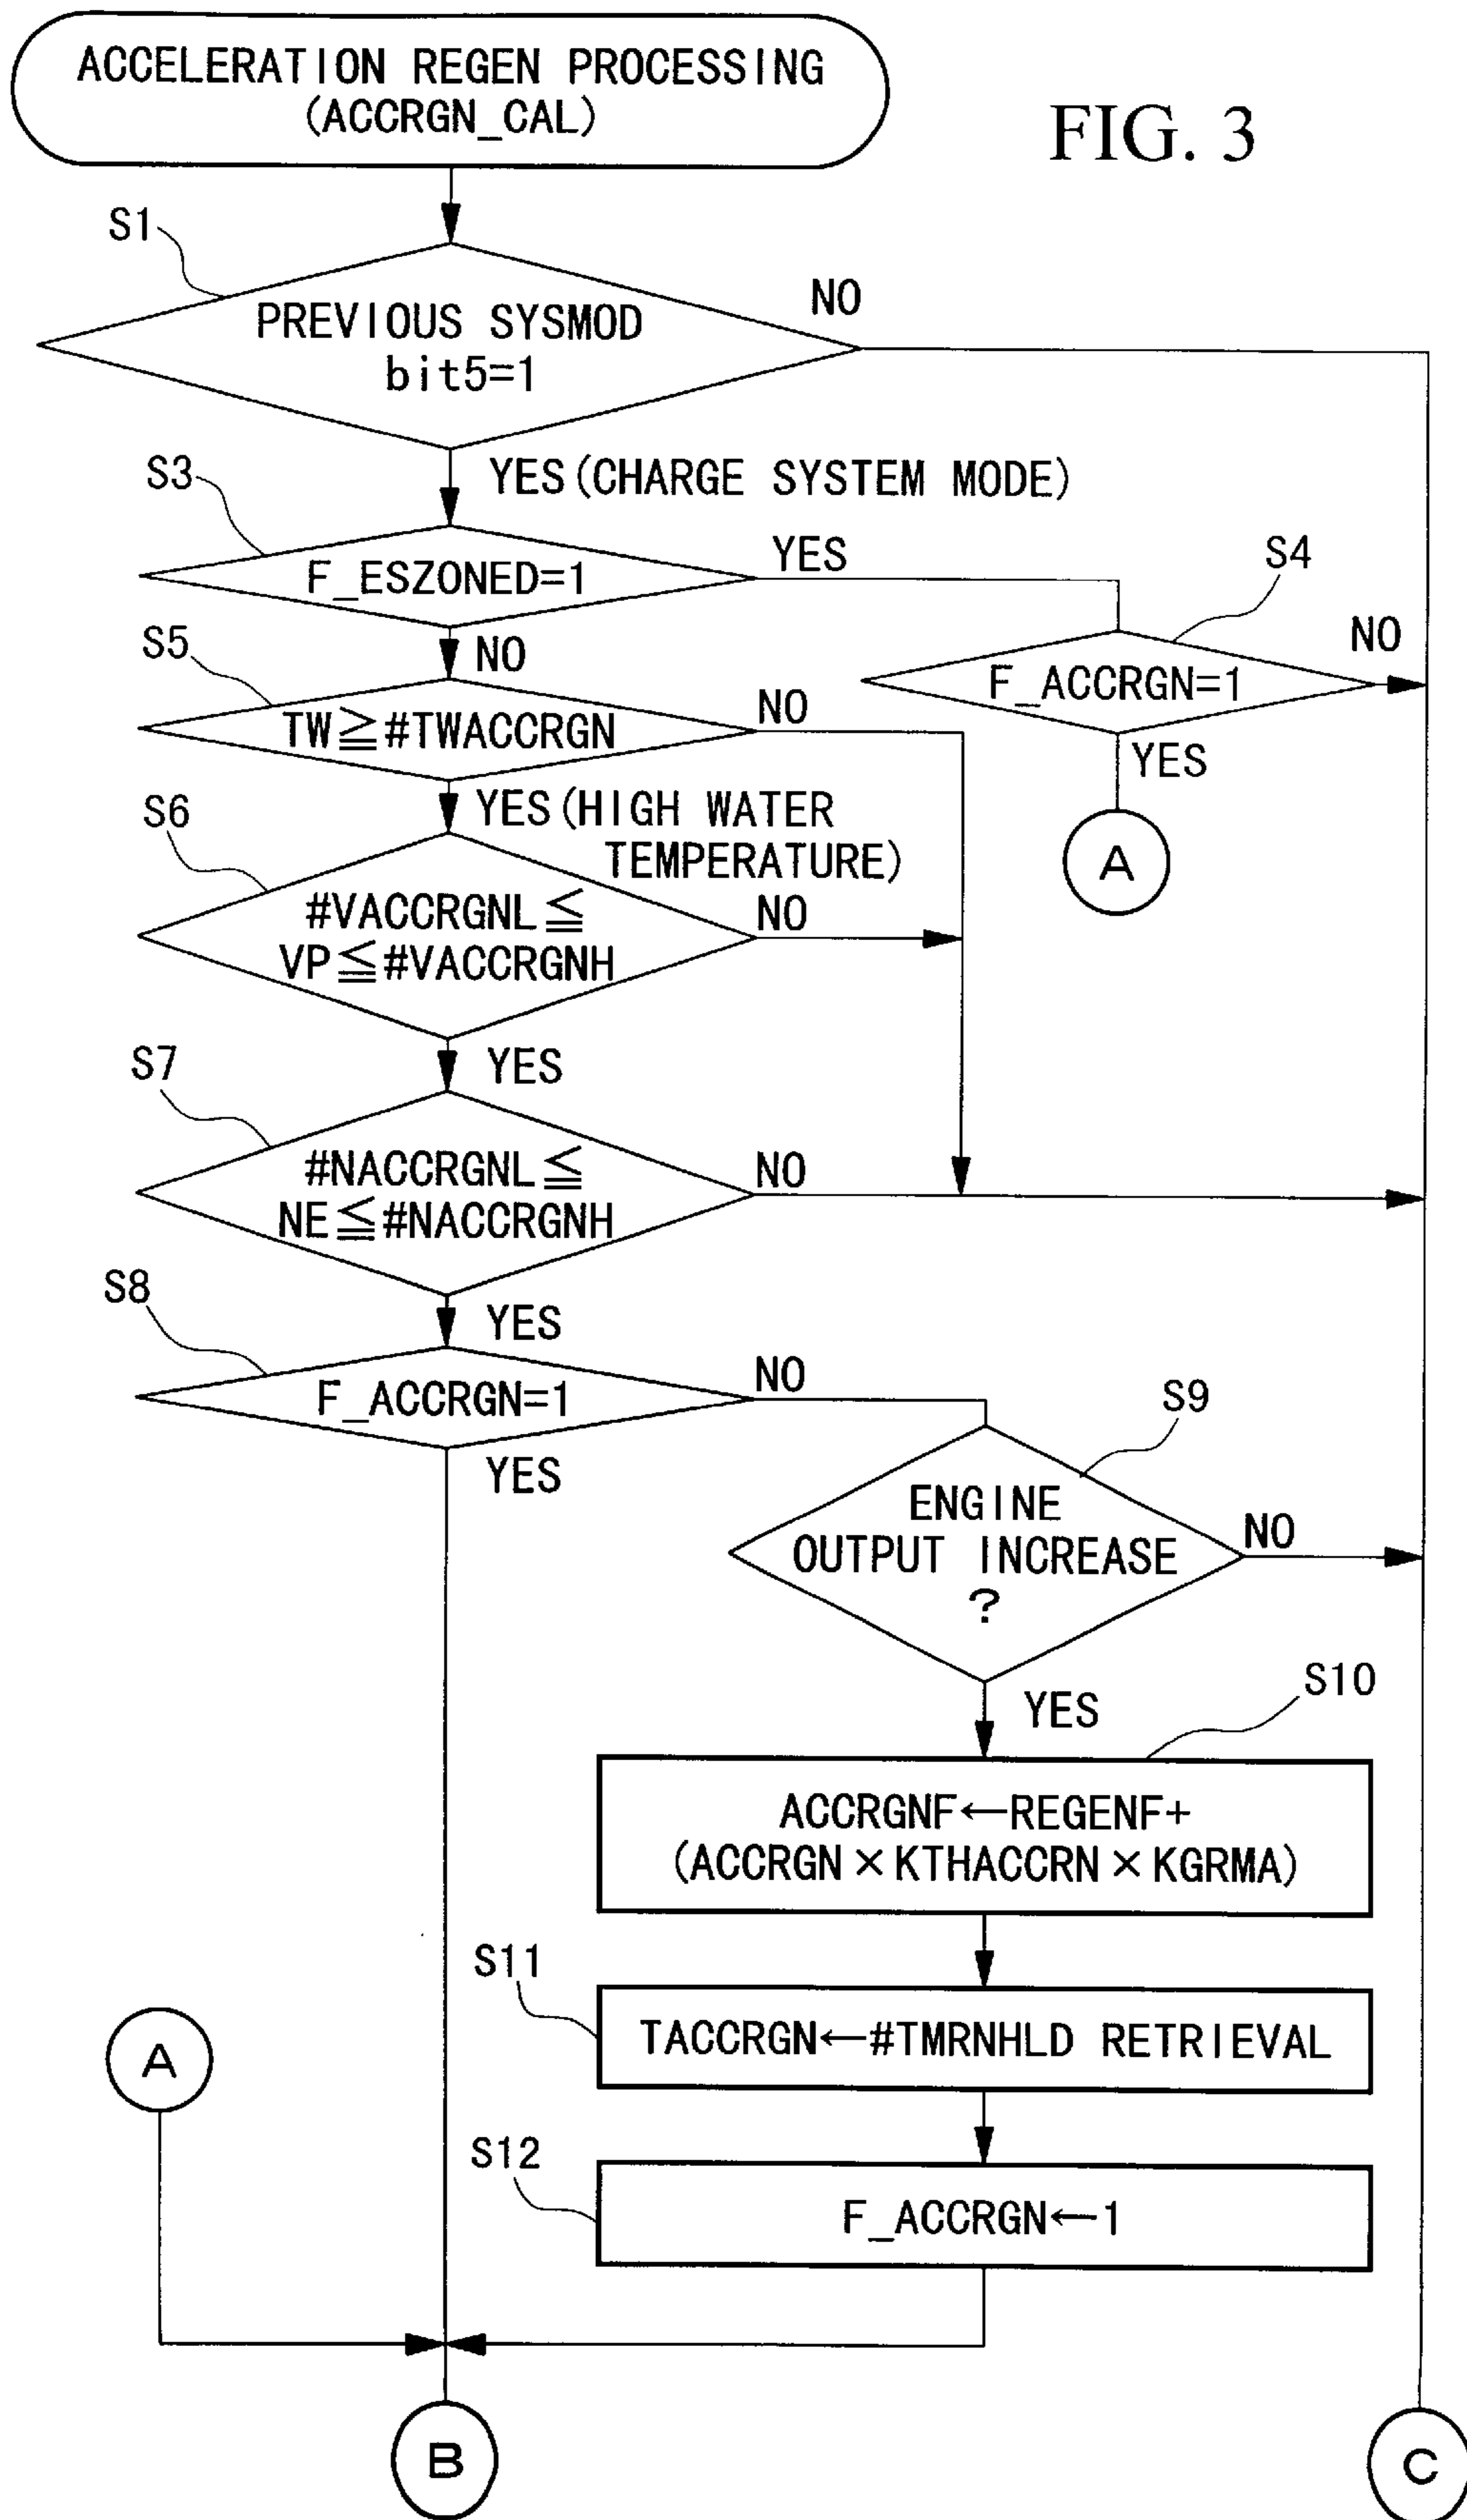 ACCELERATION REGEN PROCESSING
(ACCRGN_CAL)
FIG. 3
S1
PREVIOUS SYSMOD
bit5=1
NO
YES(CHARGE SYSTEM MODE)
S3
F_ESZONED=1
YES
S4
NO
F_ACCRGN=1
NO
YES
A
S5
TW≧#TWACCRGN
NO
YES(HIGH WATER
TEMPERATURE)
S6
#VACCRGNL≦
VP≦#VACCRGNH
NO
YES
S7
#NACCRGNL≦
NE≦#NACCRGNH
NO
YES
S8
F_ACCRGN=1
NO
YES
S9
ENGINE
OUTPUT INCREASE
?
NO
YES
S10
ACCRGNF←REGENF+
(ACCRGN×KTHACCRN×KGRMA)
S11
TACCRGN←#TMRNHLD RETRIEVAL
A
S12
F_ACCRGN←1
B
C